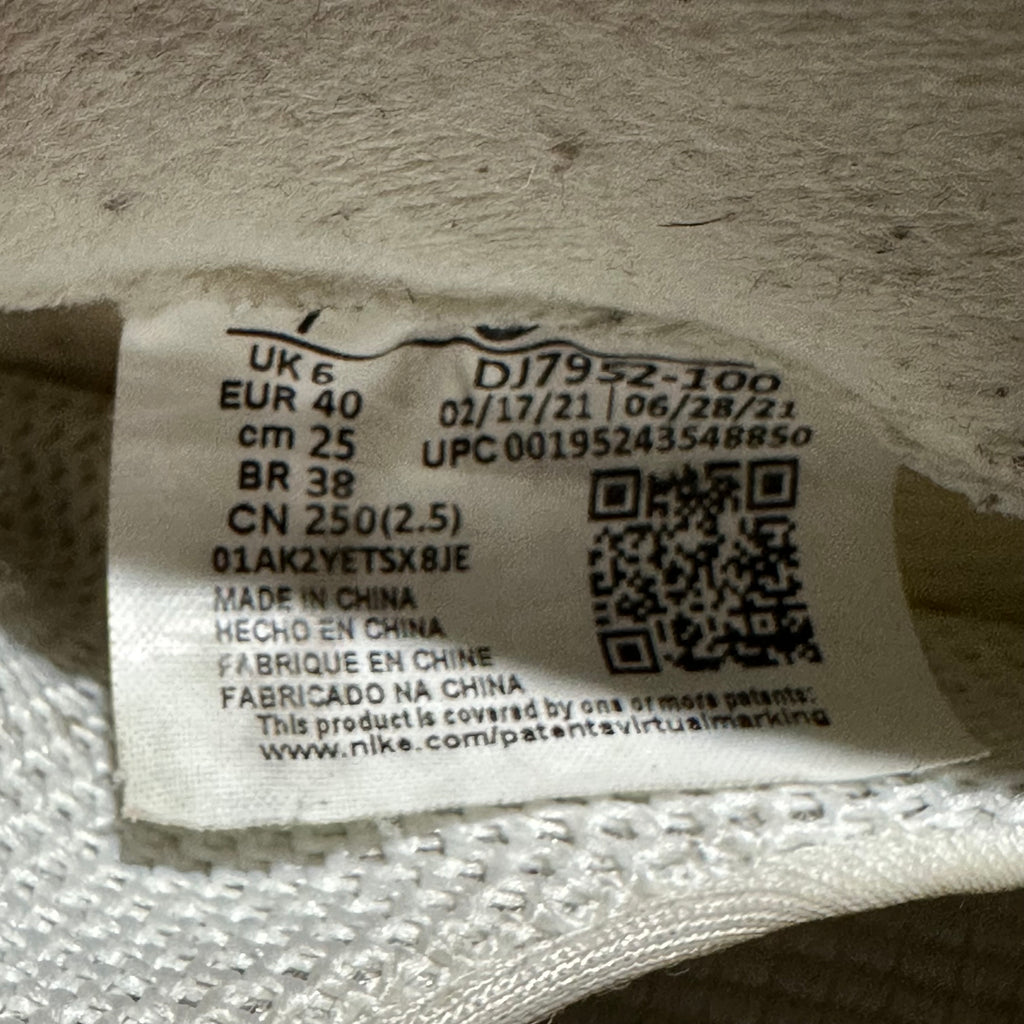 UK 6
EUR 40
cm 25
BR 38
CN 250(2.5)
01AK2YETSX8JE
DJ7952-100
02/17/21 | 06/28/21
UPC 00195243548850
MADE IN CHINA
HECHO EN CHINA
FABRIQUE EN CHINE
FABRICADO NA CHINA
This product is covered by one or more patents:
www.nike.com/patentsvirtualmarking